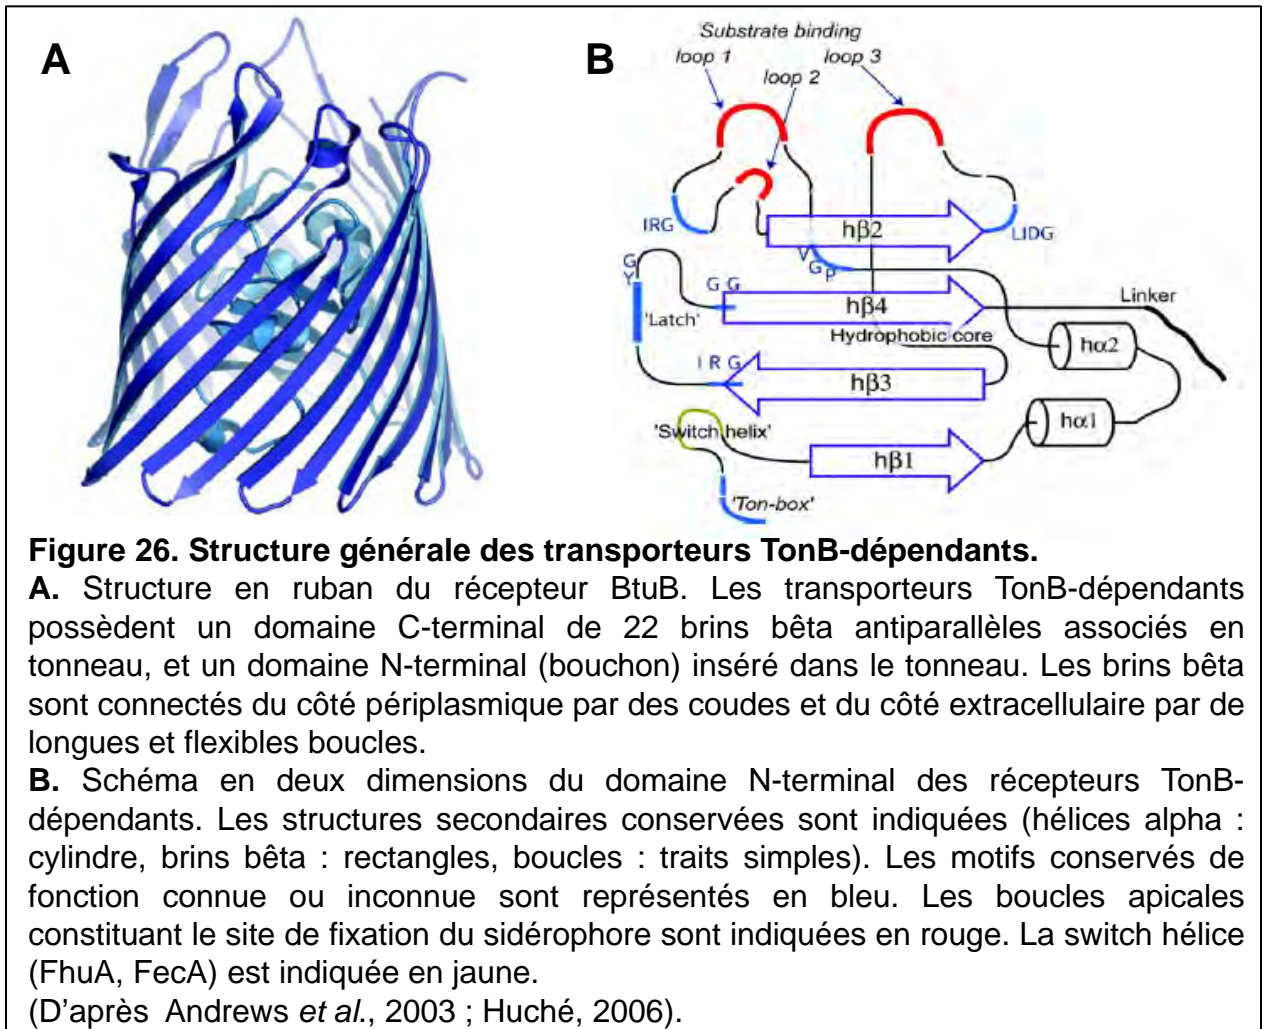 A
B
Substrate binding
loop 1
loop 2
loop 3
IRG
hβ2
LIDG
V
G
P
G
Y
G G
'Latch'
hβ4
Linker
Hydrophobic core
hα2
I R G
hβ3
'Switch helix'
hα1
hβ1
'Ton-box'
Figure 26. Structure générale des transporteurs TonB-dépendants.
A. Structure en ruban du récepteur BtuB. Les transporteurs TonB-dépendants
possèdent un domaine C-terminal de 22 brins bêta antiparallèles associés en
tonneau, et un domaine N-terminal (bouchon) inséré dans le tonneau. Les brins bêta
sont connectés du côté périplasmique par des coudes et du côté extracellulaire par de
longues et flexibles boucles.
B. Schéma en deux dimensions du domaine N-terminal des récepteurs TonB-
dépendants. Les structures secondaires conservées sont indiquées (hélices alpha :
cylindre, brins bêta : rectangles, boucles : traits simples). Les motifs conservés de
fonction connue ou inconnue sont représentés en bleu. Les boucles apicales
constituant le site de fixation du sidérophore sont indiquées en rouge. La switch hélice
(FhuA, FecA) est indiquée en jaune.
(D'après Andrews et al., 2003 ; Huché, 2006).